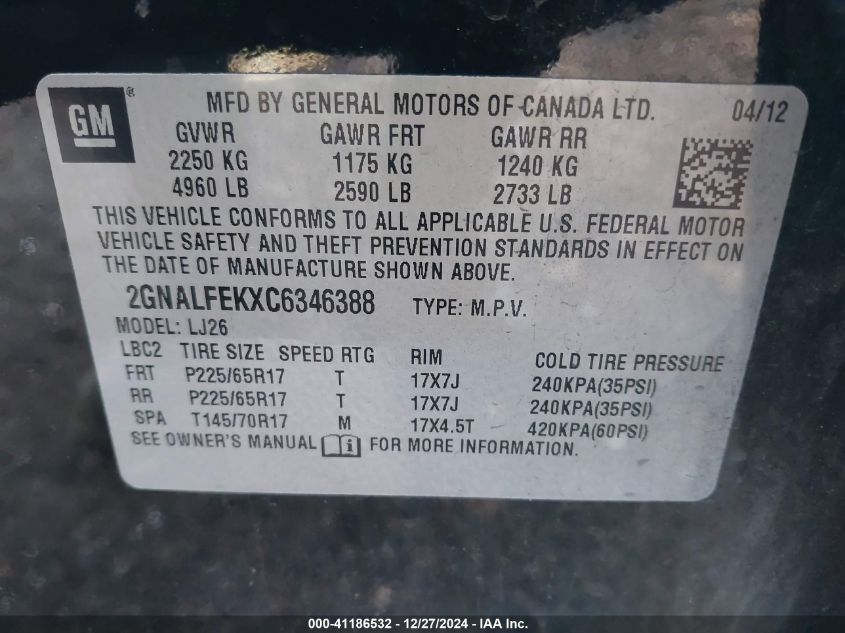 GM® MFD BY GENERAL MOTORS OF CANADA LTD. 04/12
GVWR GAWR FRT GAWR RR
2250 KG 1175 KG 1240 KG
4960 LB 2590 LB 2733 LB
THIS VEHICLE CONFORMS TO ALL APPLICABLE U.S. FEDERAL MOTOR
VEHICLE SAFETY AND THEFT PREVENTION STANDARDS IN EFFECT ON
THE DATE OF MANUFACTURE SHOWN ABOVE.
2GNALFEKXC6346388 TYPE: M.P.V.
MODEL: LJ26
LBC2 TIRE SIZE SPEED RTG RIM COLD TIRE PRESSURE
FRT P225/65R17 T 17X7J 240KPA(35PSI)
RR P225/65R17 T 17X7J 240KPA(35PSI)
SPA T145/70R17 M 17X4.5T 420KPA(60PSI)
SEE OWNER'S MANUAL i FOR MORE INFORMATION.
000-41186532 - 12/27/2024 - IAA Inc.